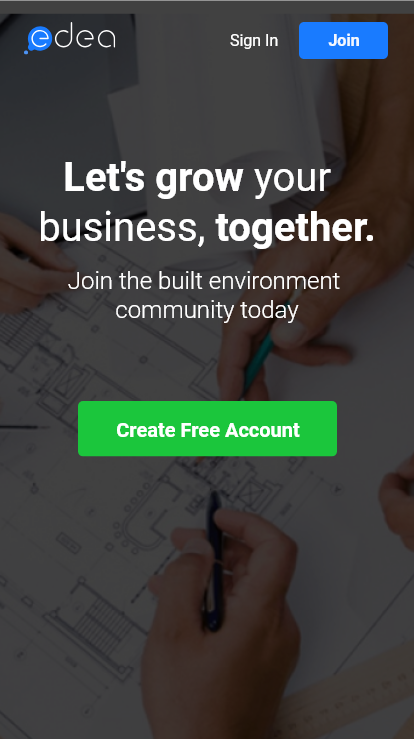 edea
Sign In
Join
Let's grow your
business, together.
Join the built environment
community today
Create Free Account